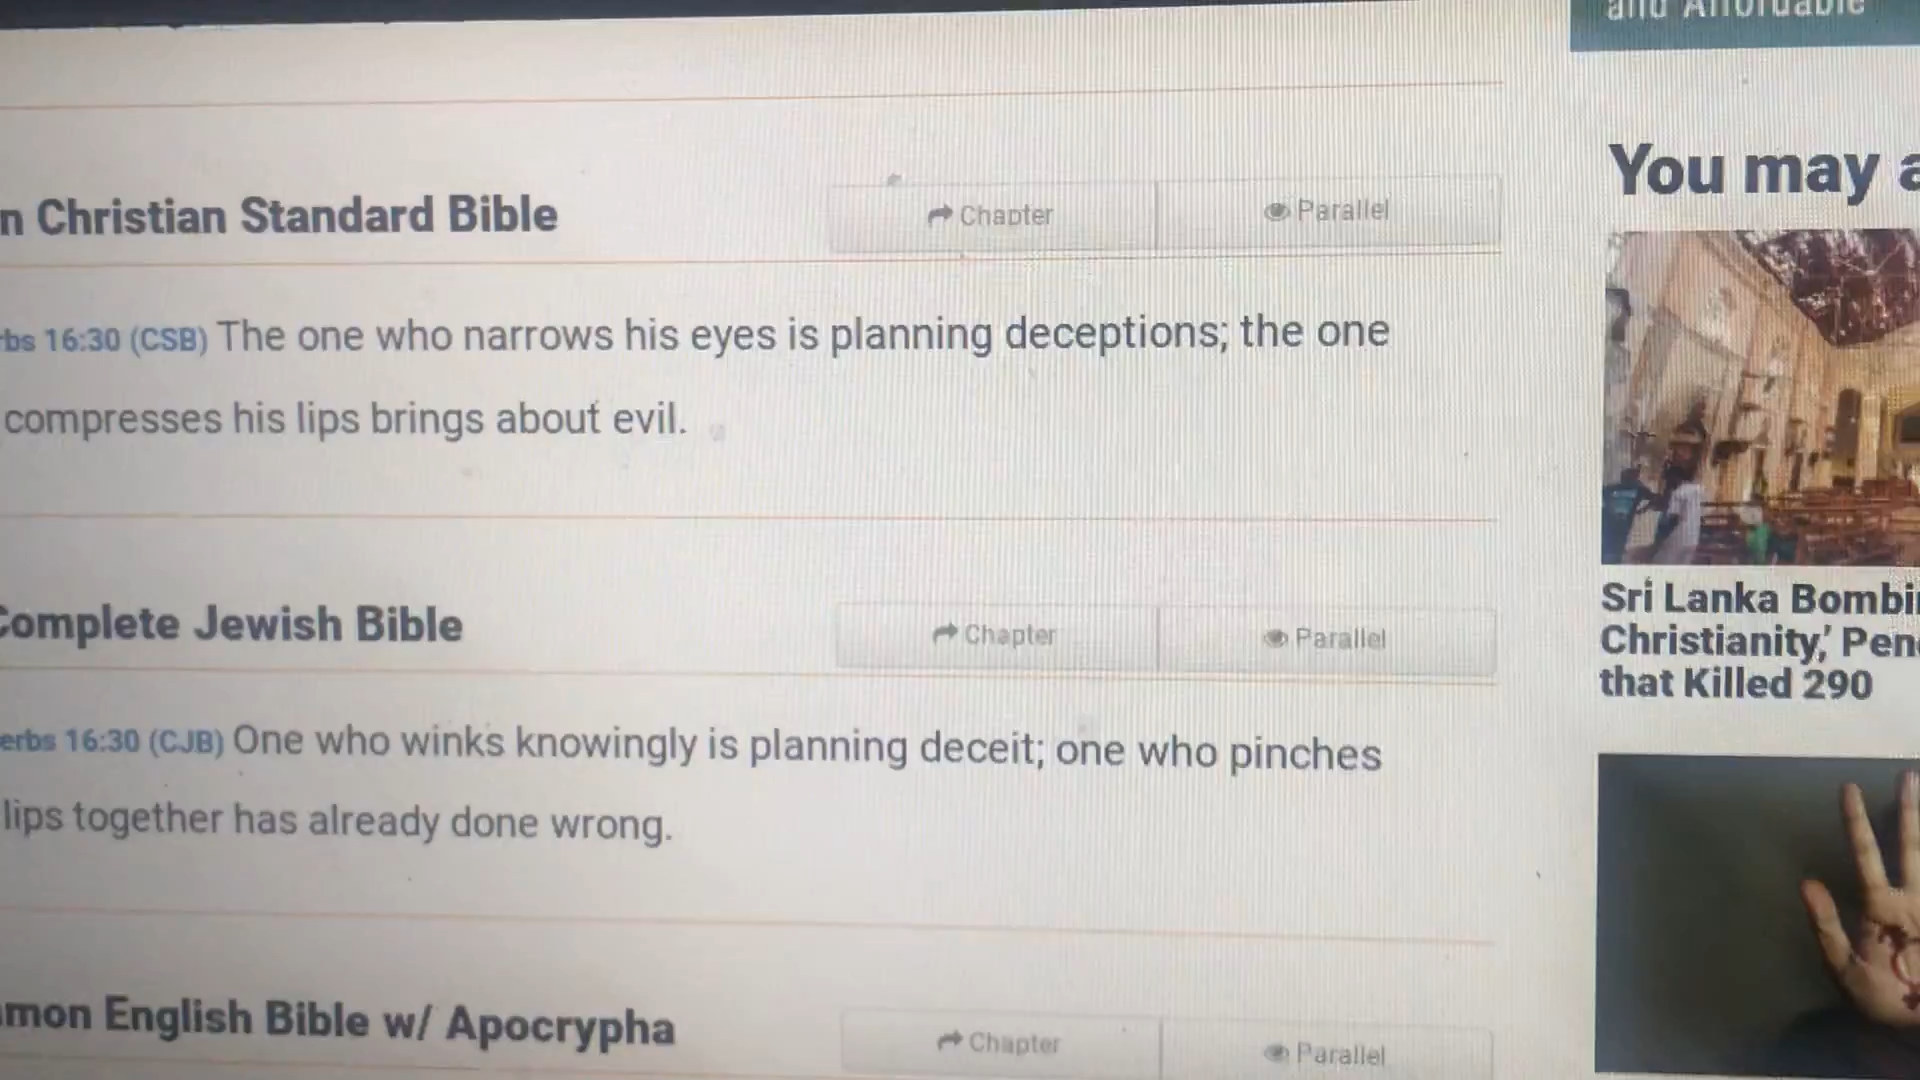 and Affordable
n Christian Standard Bible
Chapter
Parallel
bs 16:30 (CSB) The one who narrows his eyes is planning deceptions; the one
compresses his lips brings about evil.
Complete Jewish Bible
Chapter
Parallel
erbs 16:30 (CJB) One who winks knowingly is planning deceit; one who pinches
lips together has already done wrong.
mon English Bible w/ Apocrypha
Chapter
Parallel
You may a
Sri Lanka Bombi
Christianity,' Pen
that Killed 290